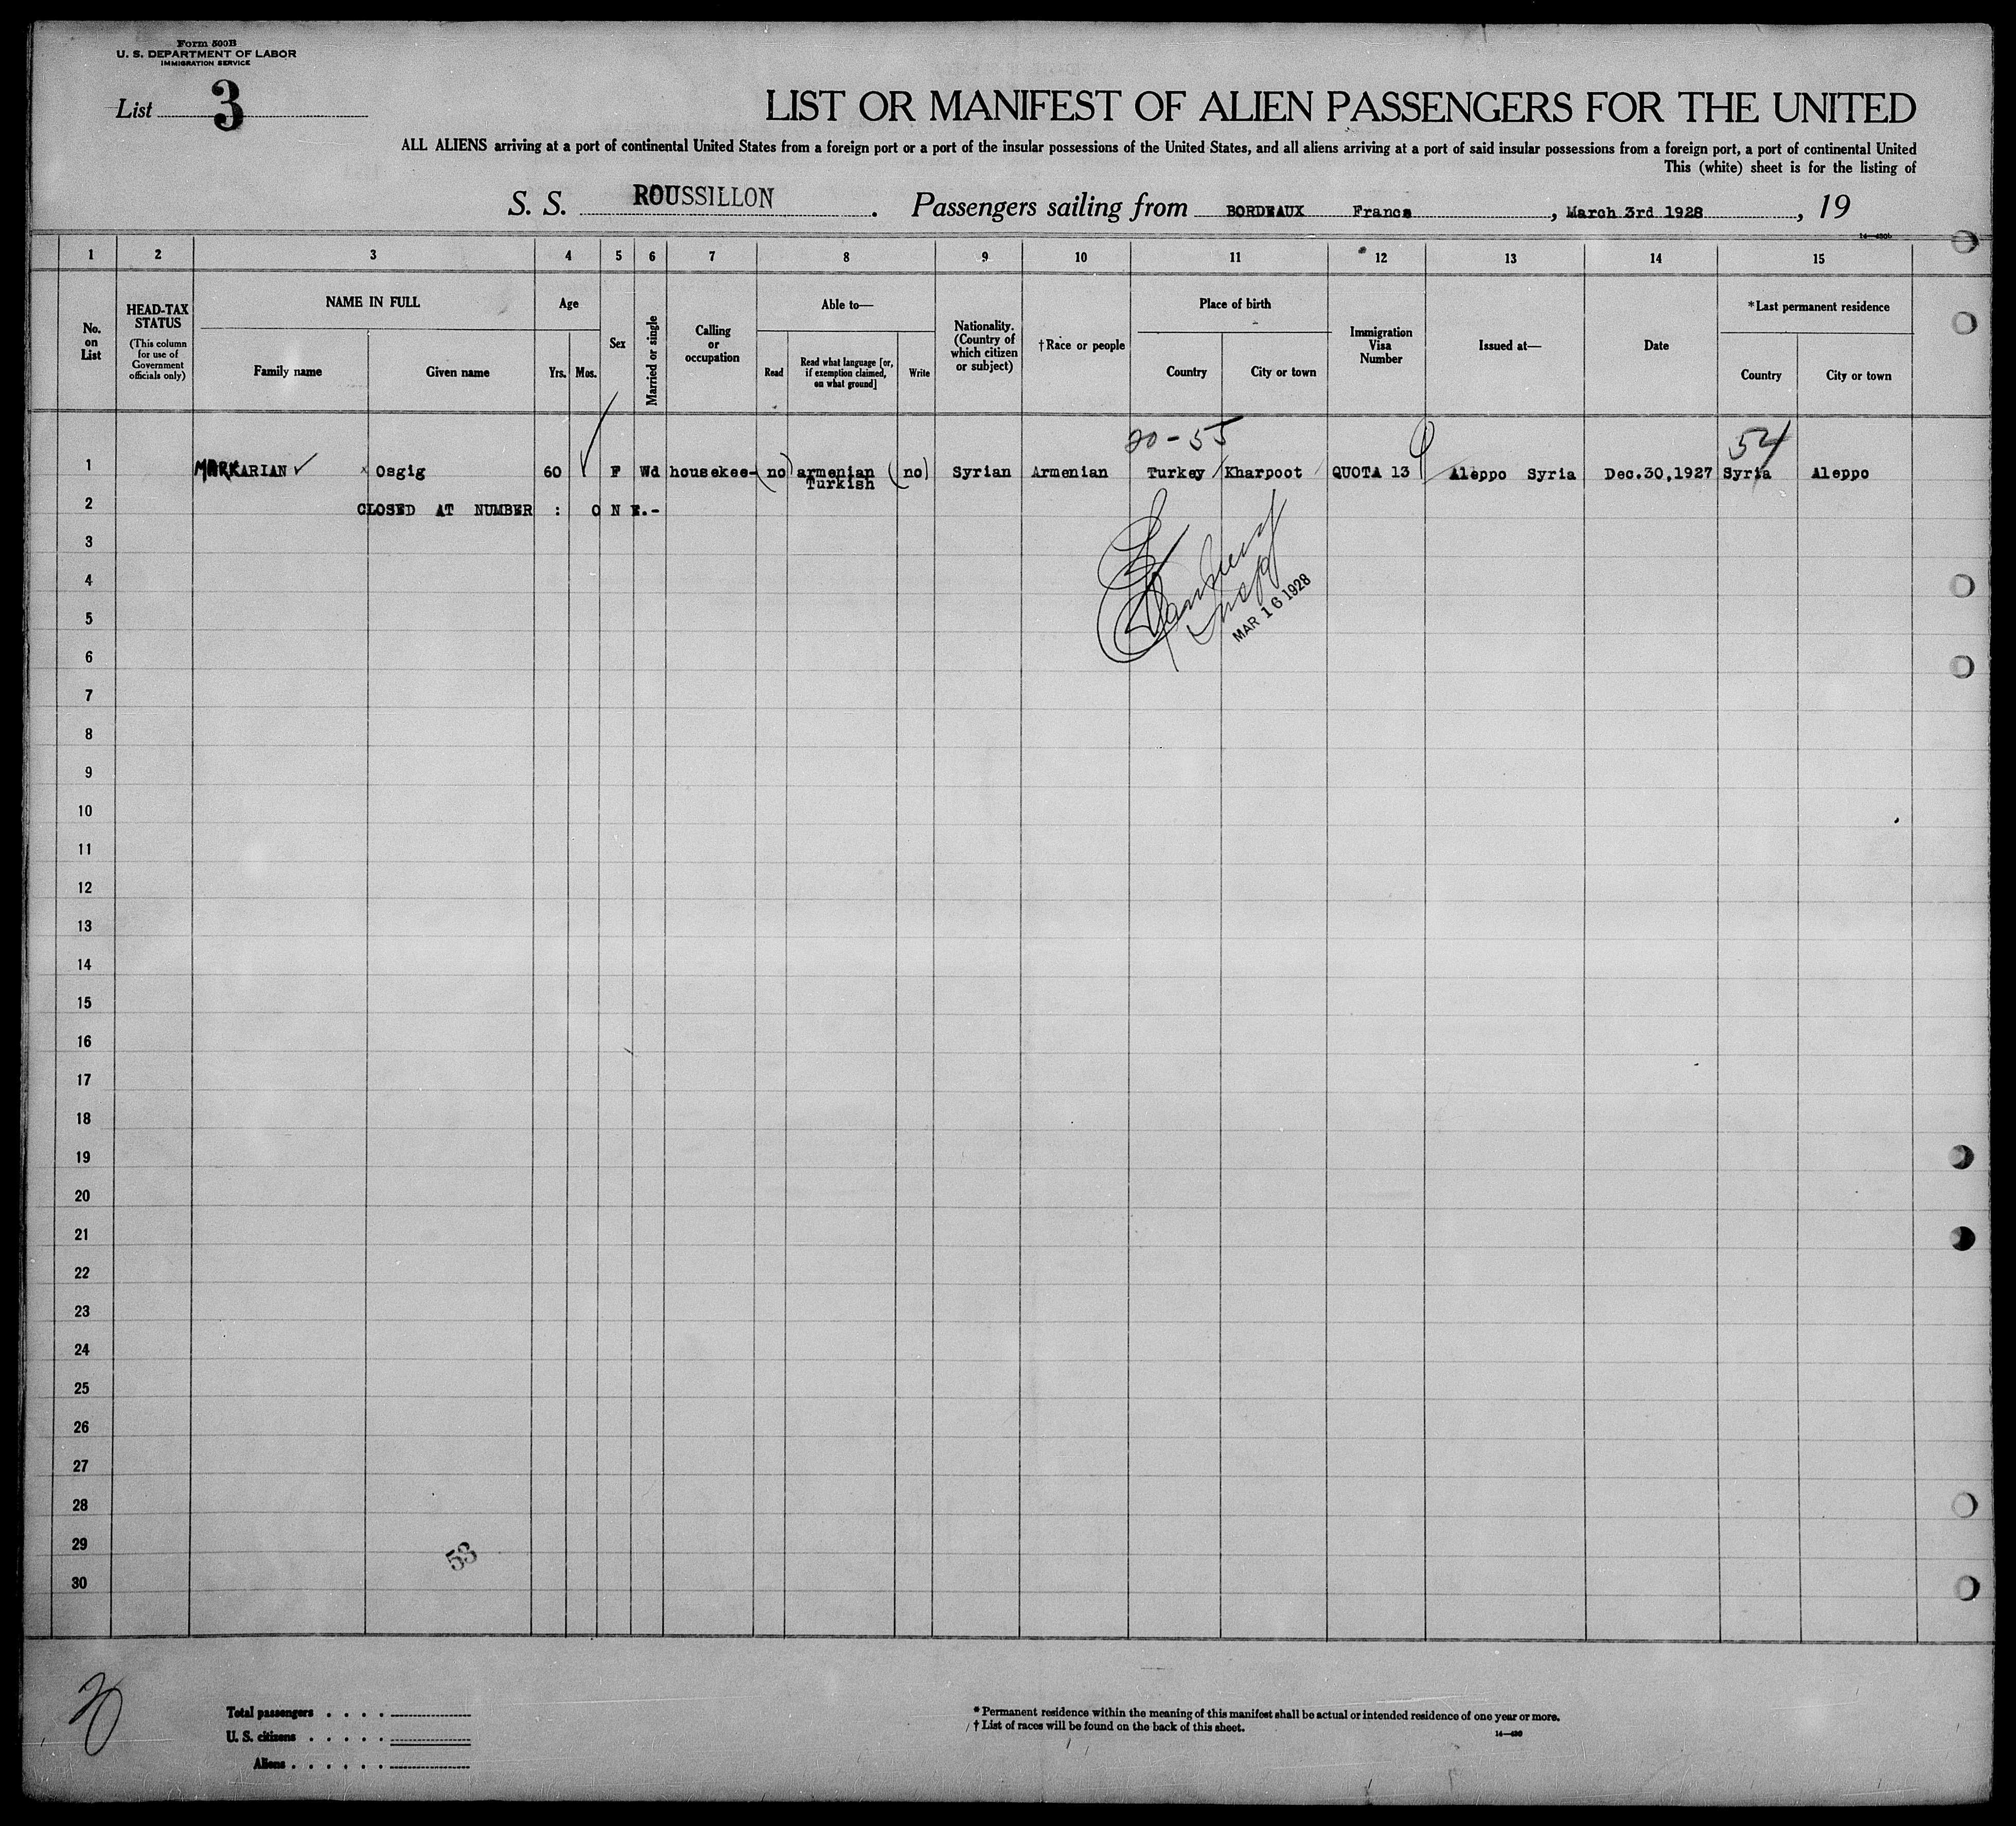 Form 500B
U. S. DEPARTMENT OF LABOR
IMMIGRATION SERVICE
List 3
LIST OR MANIFEST OF ALIEN PASSENGERS FOR THE UNITED
ALL ALIENS arriving at a port of continental United States from a foreign port or a port of the insular possessions of the United States, and all aliens arriving at a port of said insular possessions from a foreign port, a port of continental United
This (white) sheet is for the listing of
S. S. ROUSSILLON. Passengers sailing from BORDEAUX France, March 3rd 1928, 19
1 2 3 4 5 6 7 8 9 10 11 12 13 14 15
No. on List
HEAD-TAX STATUS
(This column for use of Government officials only)
NAME IN FULL
Family name
Given name
Age
Yrs. Mos.
Sex
Married or single
Calling or occupation
Able to—
Read
Read what language [or, if exemption claimed, on what ground]
Write
Nationality. (Country of which citizen or subject)
†Race or people
Place of birth
Country
City or town
Immigration Visa Number
Issued at—
Date
*Last permanent residence
Country
City or town
20-55 54
1 MARKARIAN ✓ Osgig 60 F Wd housekee- (no) armenian (no) Syrian Armenian Turkey Kharpoot QUOTA 13 Aleppo Syria Dec.30,1927 Syria Aleppo
Turkish
2 CLOSED AT NUMBER : O N E.-
3
4
5
MAR 16 1928
6
7
8
9
10
11
12
13
14
15
16
17
18
19
20
21
22
23
24
25
26
27
28
29
53
30
20
Total passengers . . . .
U. S. citizens . . . . .
Aliens . . . . . .
*Permanent residence within the meaning of this manifest shall be actual or intended residence of one year or more.
† List of races will be found on the back of this sheet.
14—430